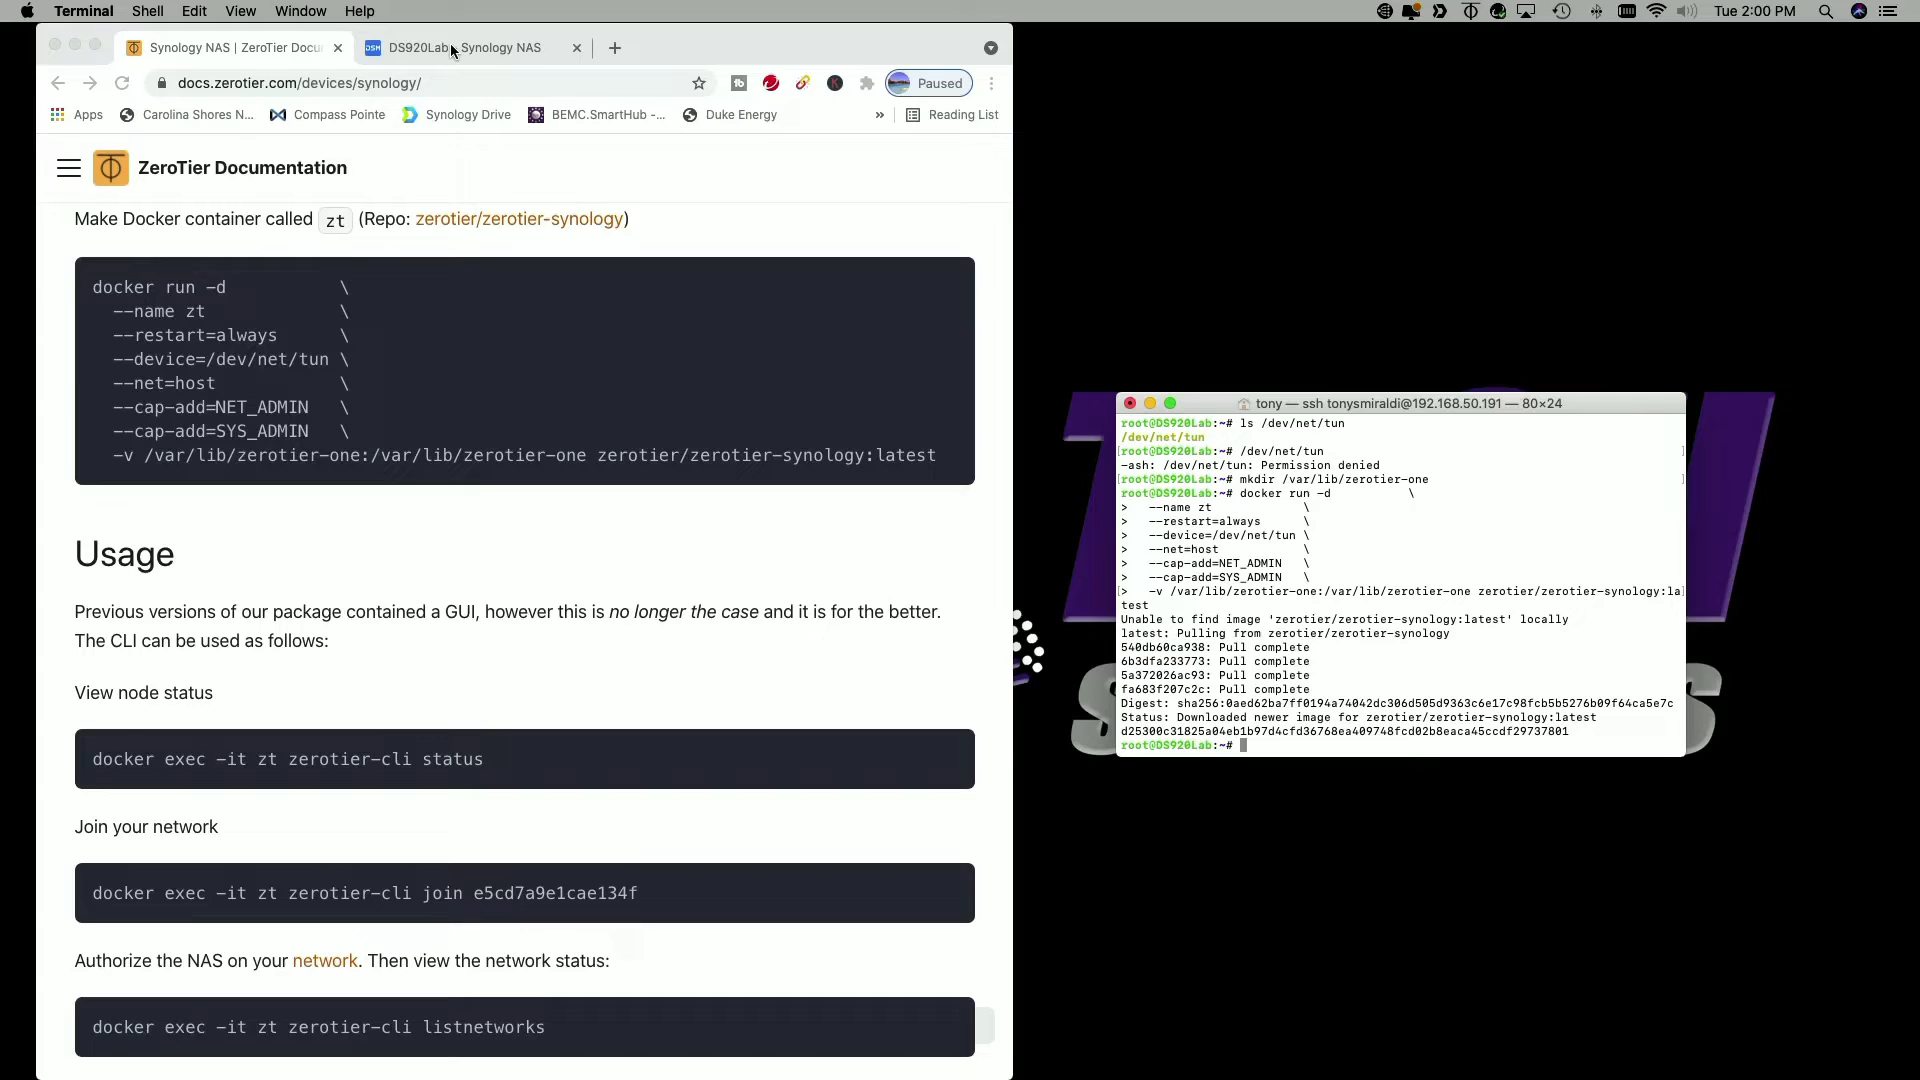 Terminal Shell Edit View Window Help Tue 2:00 PM
Synology NAS | ZeroTier Docu
DS920Lab - Synology NAS
docs.zerotier.com/devices/synology/
Paused
Apps Carolina Shores N... Compass Pointe Synology Drive BEMC.SmartHub -... Duke Energy » Reading List
ZeroTier Documentation
Make Docker container called zt (Repo: zerotier/zerotier-synology)
docker run -d \
--name zt \
--restart=always \
--device=/dev/net/tun \
--net=host \
--cap-add=NET_ADMIN \
--cap-add=SYS_ADMIN \
-v /var/lib/zerotier-one:/var/lib/zerotier-one zerotier/zerotier-synology:latest
Usage
Previous versions of our package contained a GUI, however this is no longer the case and it is for the better.
The CLI can be used as follows:
View node status
docker exec -it zt zerotier-cli status
Join your network
docker exec -it zt zerotier-cli join e5cd7a9e1cae134f
Authorize the NAS on your network. Then view the network status:
docker exec -it zt zerotier-cli listnetworks
tony — ssh tonysmiraldi@192.168.50.191 — 80×24
root@DS920Lab:~# ls /dev/net/tun
/dev/net/tun
[root@DS920Lab:~# /dev/net/tun ]
-ash: /dev/net/tun: Permission denied
[root@DS920Lab:~# mkdir /var/lib/zerotier-one ]
root@DS920Lab:~# docker run -d \
> --name zt \
> --restart=always \
> --device=/dev/net/tun \
> --net=host \
> --cap-add=NET_ADMIN \
> --cap-add=SYS_ADMIN \
[> -v /var/lib/zerotier-one:/var/lib/zerotier-one zerotier/zerotier-synology:la]
test
Unable to find image 'zerotier/zerotier-synology:latest' locally
latest: Pulling from zerotier/zerotier-synology
540db60ca938: Pull complete
6b3dfa233773: Pull complete
5a372026ac93: Pull complete
fa683f207c2c: Pull complete
Digest: sha256:0aed62ba7ff0194a74042dc306d505d9363c6e17c98fcb5b5276b09f64ca5e7c
Status: Downloaded newer image for zerotier/zerotier-synology:latest
d25300c31825a04eb1b97d4cfd36768ea409748fcd02b8eaca45ccdf29737801
root@DS920Lab:~#